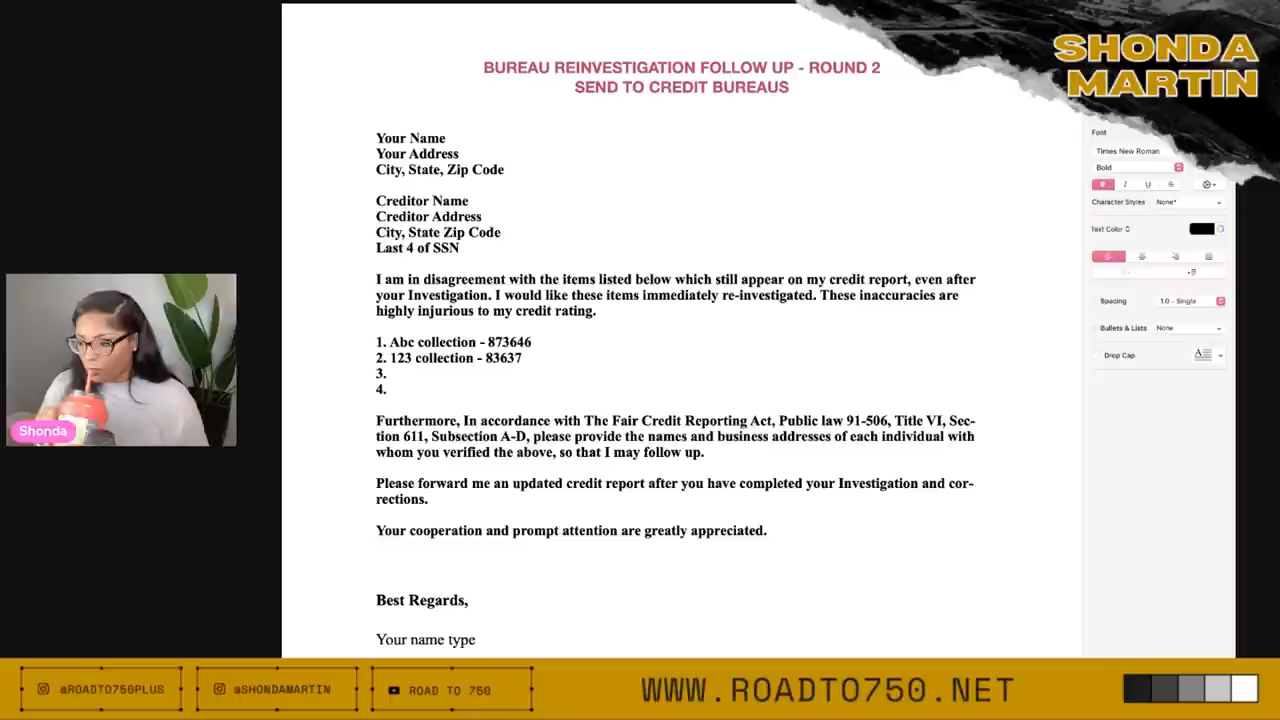 SHONDA
MARTIN
BUREAU REINVESTIGATION FOLLOW UP - ROUND 2
SEND TO CREDIT BUREAUS
Your Name
Your Address
City, State, Zip Code
Creditor Name
Creditor Address
City, State Zip Code
Last 4 of SSN
I am in disagreement with the items listed below which still appear on my credit report, even after
your Investigation. I would like these items immediately re-investigated. These inaccuracies are
highly injurious to my credit rating.
1. Abc collection - 873646
2. 123 collection - 83637
3.
4.
Furthermore, In accordance with The Fair Credit Reporting Act, Public law 91-506, Title VI, Sec-
tion 611, Subsection A-D, please provide the names and business addresses of each individual with
whom you verified the above, so that I may follow up.
Please forward me an updated credit report after you have completed your Investigation and cor-
rections.
Your cooperation and prompt attention are greatly appreciated.
Best Regards,
Your name type
Font
Times New Roman
Bold
B I U S
Character Styles None*
Text Color
Spacing 1.0 - Single
Bullets & Lists None
Drop Cap
Shonda
@ROADTO750PLUS
@SHONDAMARTIN
ROAD TO 750
WWW.ROADTO750.NET